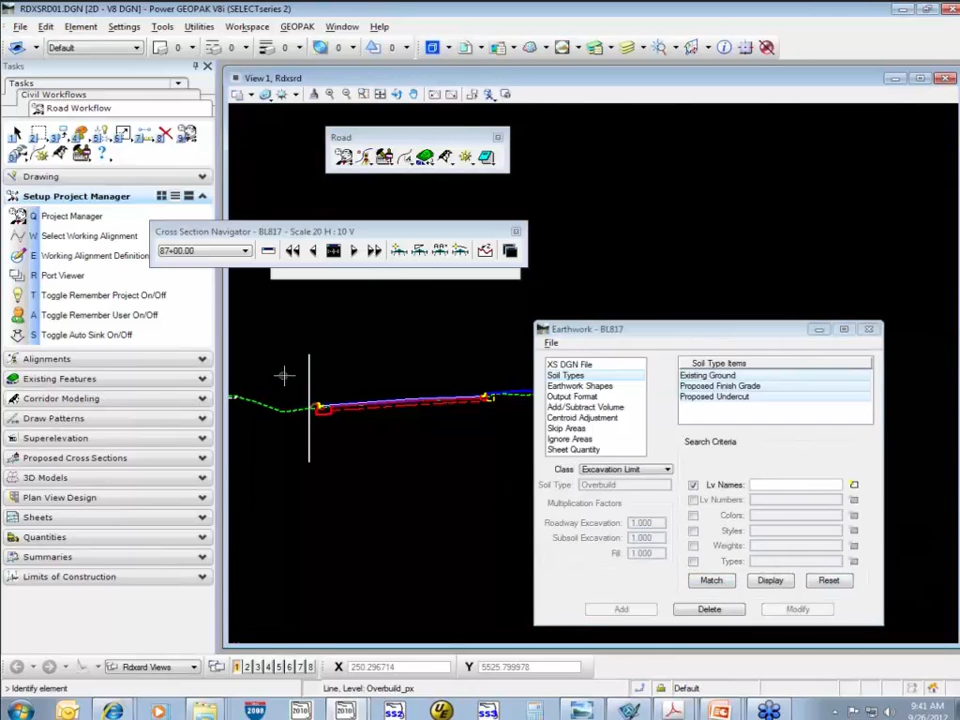 RDXSRD01.DGN [2D - V8 DGN] - Power GEOPAK V8i (SELECTseries 2)
File Edit Element Settings Tools Utilities Workspace GEOPAK Window Help
Default 0 0 0 0 0
Tasks
View 1, Rdxsrd
Tasks
Civil Workflows
Road Workflow
Road
Drawing
Setup Project Manager
Q Project Manager
W Select Working Alignment
E Working Alignment Definition
R Port Viewer
T Toggle Remember Project On/Off
A Toggle Remember User On/Off
S Toggle Auto Sink On/Off
Alignments
Existing Features
Corridor Modeling
Draw Patterns
Superelevation
Proposed Cross Sections
3D Models
Plan View Design
Sheets
Quantities
Summaries
Limits of Construction
Cross Section Navigator - BL817 - Scale 20 H : 10 V
87+00.00
Earthwork - BL817
File
XS DGN File
Soil Types
Earthwork Shapes
Output Format
Add/Subtract Volume
Centroid Adjustment
Skip Areas
Ignore Areas
Sheet Quantity
Soil Type Items
Existing Ground
Proposed Finish Grade
Proposed Undercut
Search Criteria
Class Excavation Limit
Soil Type: Overbuild
Multiplication Factors
Roadway Excavation: 1.000
Subsoil Excavation: 1.000
Fill: 1.000
Lv Names:
Lv Numbers:
Colors:
Styles:
Weights:
Types:
Match Display Reset
Add Delete Modify
Rdxsrd Views 1 2 3 4 5 6 7 8 X 250.296714 Y 5525.799978
> Identify element Line, Level: Overbuild_px Default
9:41 AM
9/26/2012